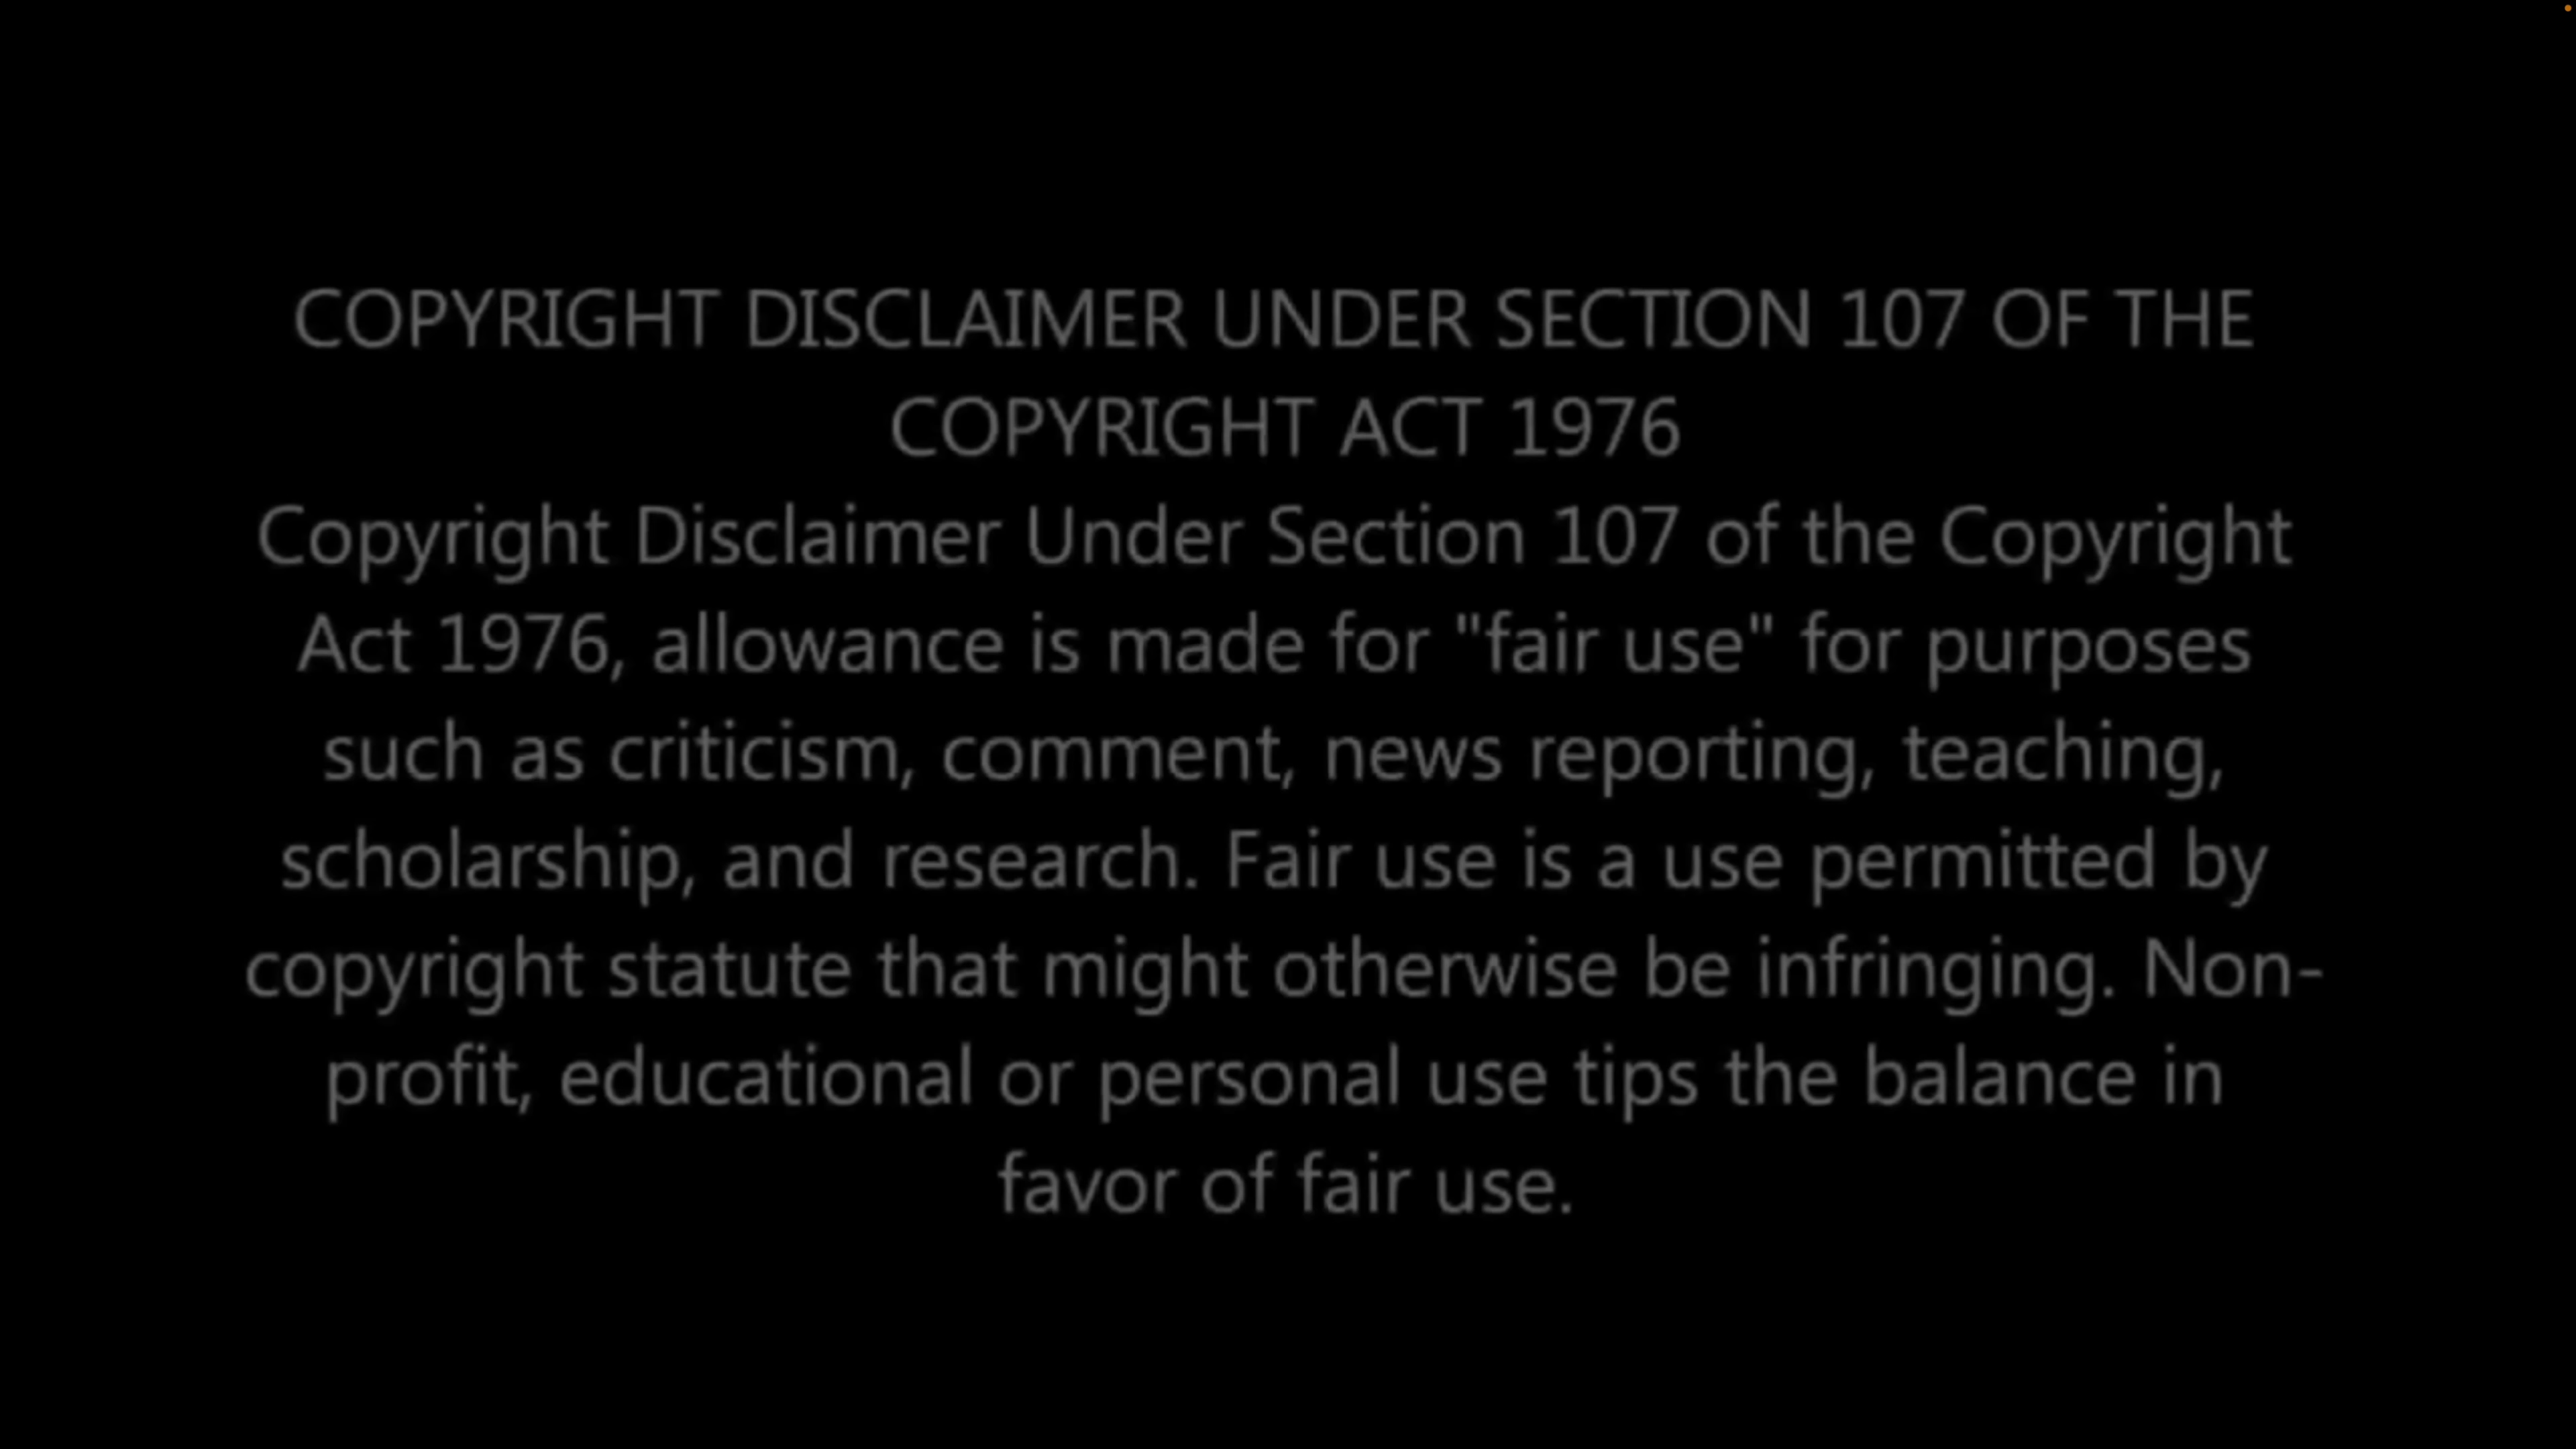 COPYRIGHT DISCLAIMER UNDER SECTION 107 OF THE
COPYRIGHT ACT 1976
Copyright Disclaimer Under Section 107 of the Copyright
Act 1976, allowance is made for "fair use" for purposes
such as criticism, comment, news reporting, teaching,
scholarship, and research. Fair use is a use permitted by
copyright statute that might otherwise be infringing. Non-
profit, educational or personal use tips the balance in
favor of fair use.